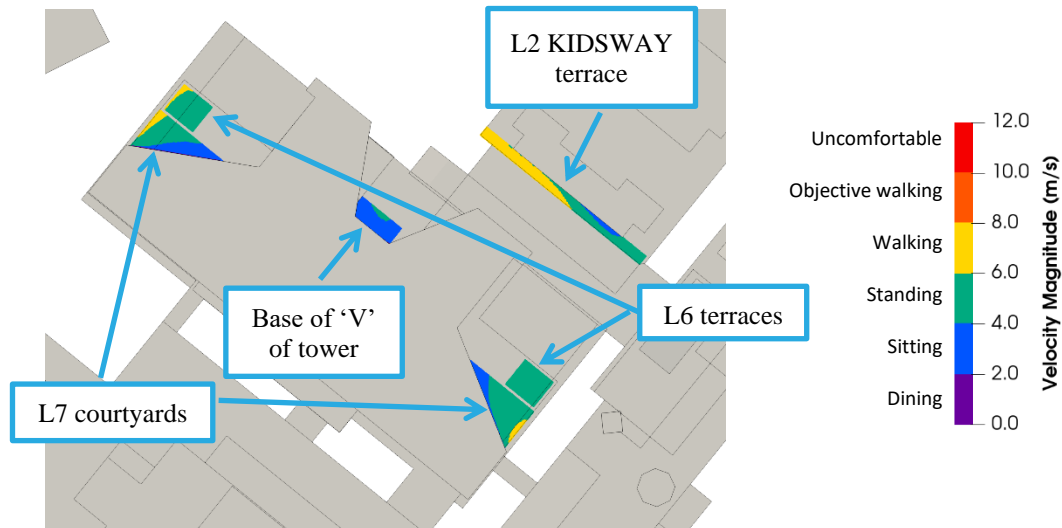 L2 KIDSWAY
terrace
Base of ‘V’
of tower
L6 terraces
L7 courtyards
Uncomfortable
Objective walking
Walking
Standing
Sitting
Dining
12.0
10.0
8.0
6.0
4.0
2.0
0.0
Velocity Magnitude (m/s)